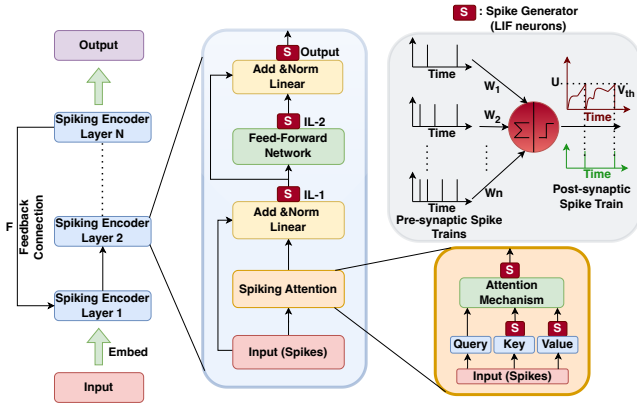 Output
Spiking Encoder
Layer N
F
Feedback
Connection
Spiking Encoder
Layer 2
Spiking Encoder
Layer 1
Embed
Input
S Output
Add &Norm
Linear
S IL-2
Feed-Forward
Network
S IL-1
Add &Norm
Linear
Spiking Attention
Input (Spikes)
S : Spike Generator
(LIF neurons)
Time
W1
Time
W2
Time
Wn
Pre-synaptic Spike
Trains
Σ
U
Vth
Time
Time
Post-synaptic
Spike Train
S
Attention
Mechanism
S
S
Query
Key
Value
Input (Spikes)